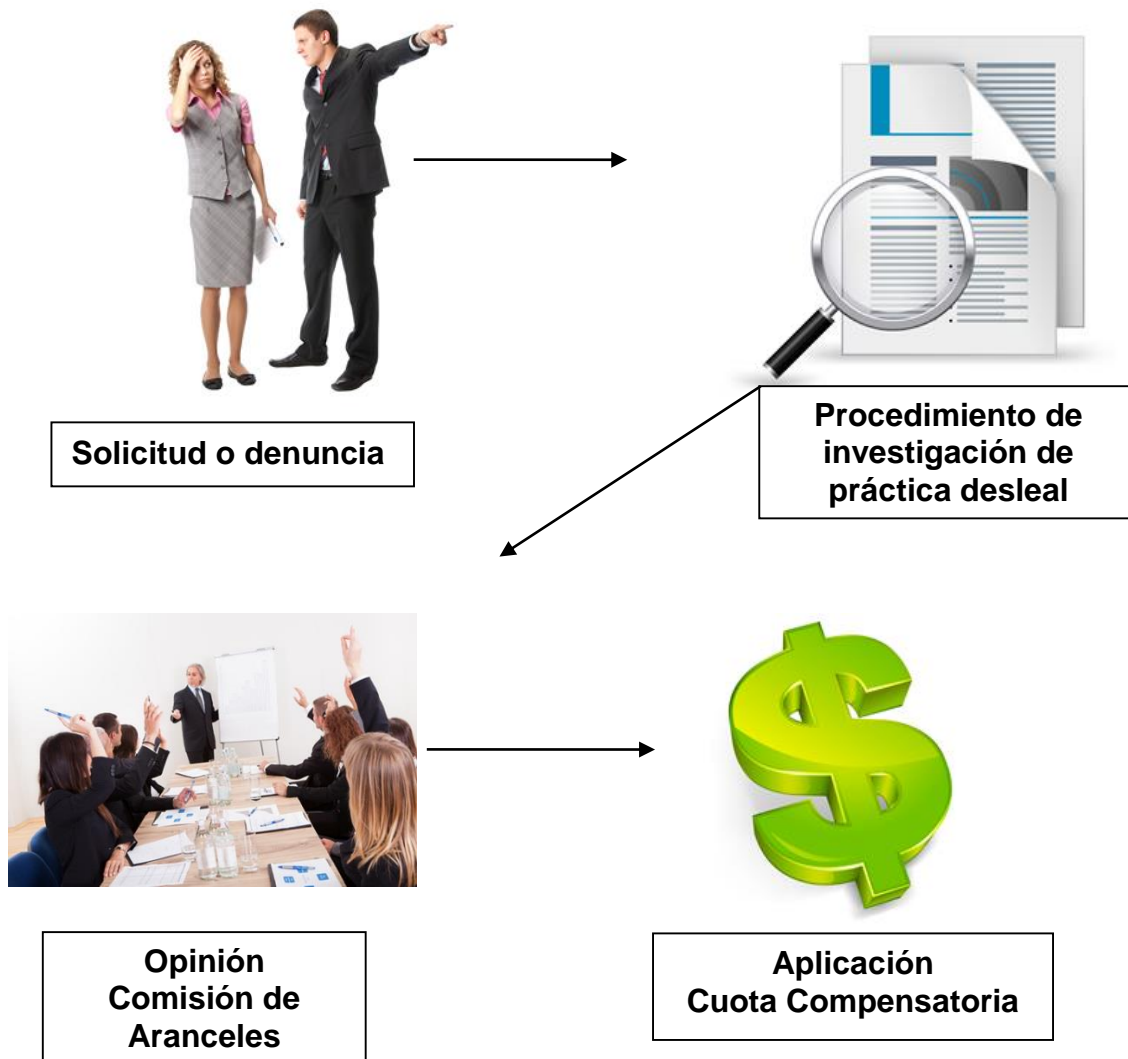 Solicitud o denuncia
Procedimiento de
investigación de
práctica desleal
Opinión
Comisión de
Aranceles
Aplicación
Cuota Compensatoria